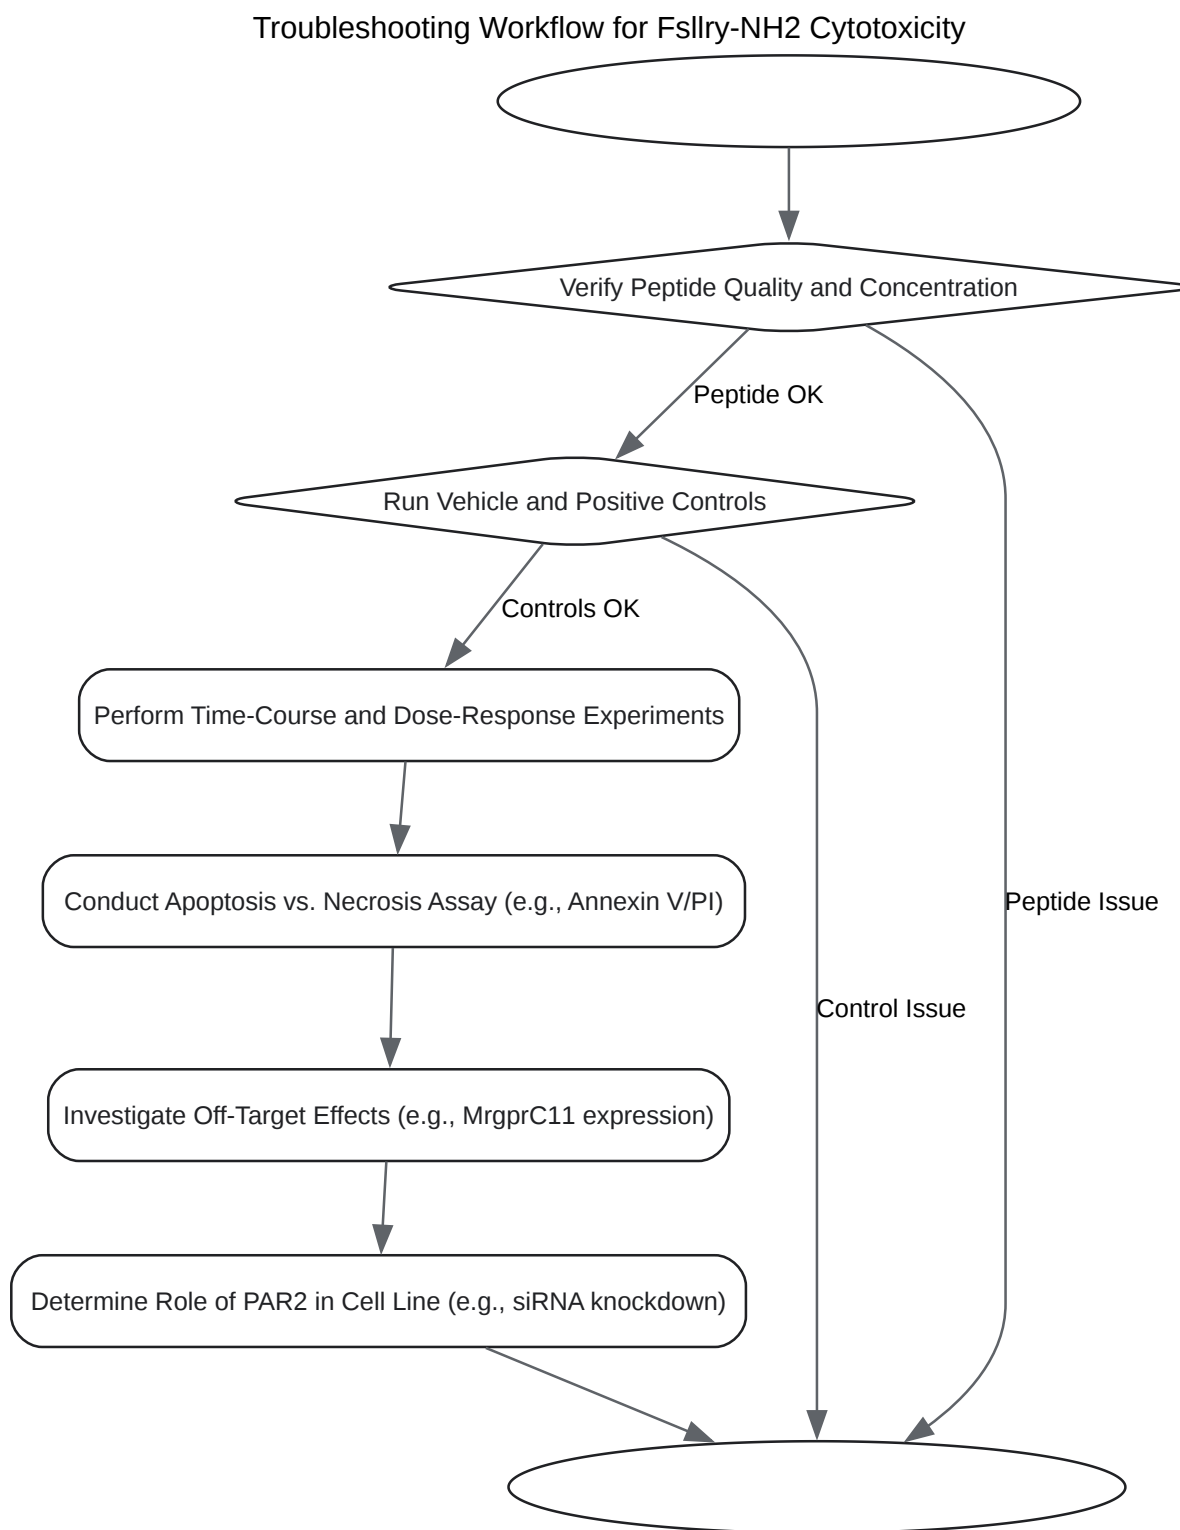 Troubleshooting Workflow for Fsllry-NH2 Cytotoxicity
Verify Peptide Quality and Concentration
Peptide OK
Run Vehicle and Positive Controls
Controls OK
Perform Time-Course and Dose-Response Experiments
Conduct Apoptosis vs. Necrosis Assay (e.g., Annexin V/PI)
Peptide Issue
Control Issue
Investigate Off-Target Effects (e.g., MrgprC11 expression)
Determine Role of PAR2 in Cell Line (e.g., siRNA knockdown)